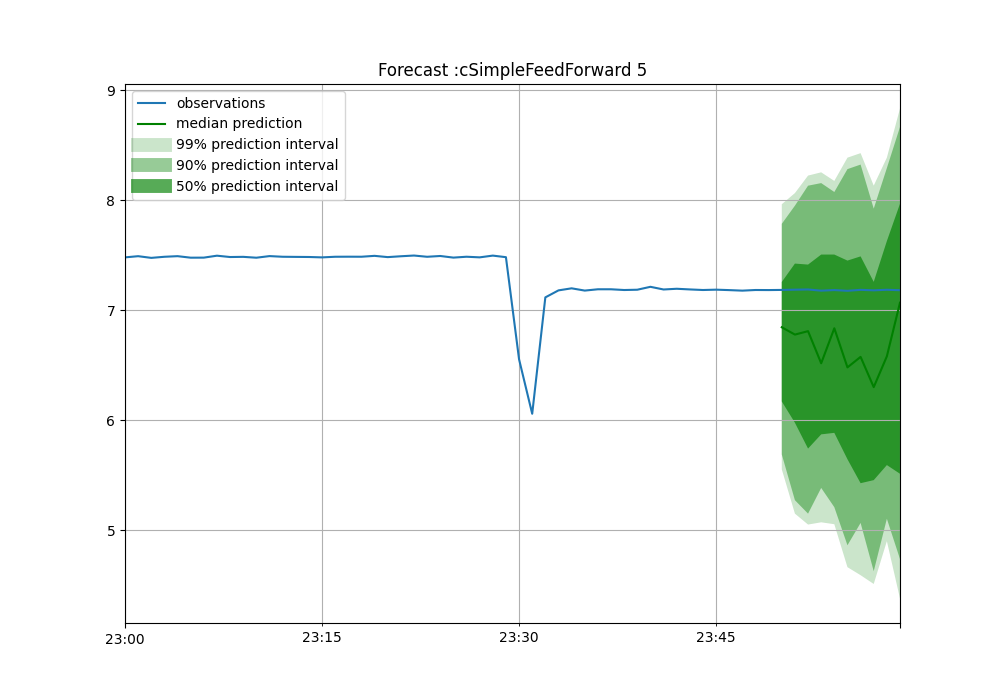 Forecast :cSimpleFeedForward 5
9
8
7
6
5
observations
median prediction
99% prediction interval
90% prediction interval
50% prediction interval
23:00
23:15
23:30
23:45